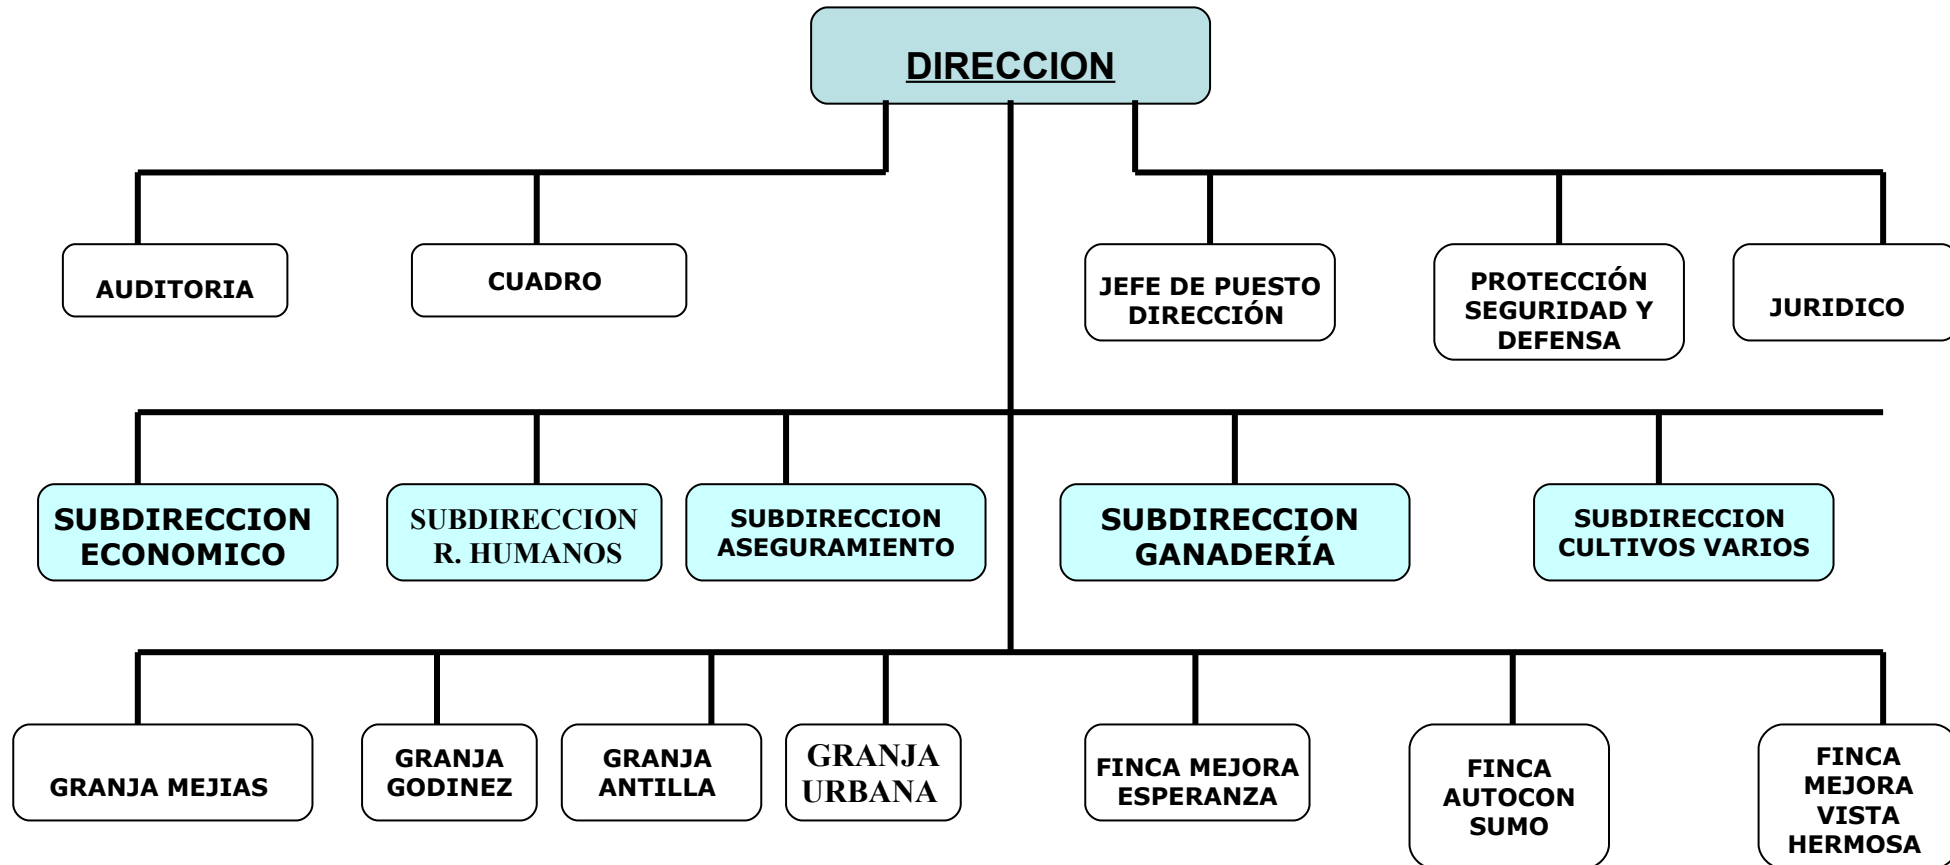 DIRECCION
AUDITORIA
CUADRO
JEFE DE PUESTO
DIRECCIÓN
PROTECCIÓN
SEGURIDAD Y
DEFENSA
JURIDICO
SUBDIRECCION
ECONOMICO
SUBDIRECCION
R. HUMANOS
SUBDIRECCION
ASEGURAMIENTO
SUBDIRECCION
GANADERÍA
SUBDIRECCION
CULTIVOS VARIOS
GRANJA MEJIAS
GRANJA
GODINEZ
GRANJA
ANTILLA
GRANJA
URBANA
FINCA MEJORA
ESPERANZA
FINCA
AUTOCON
SUMO
FINCA
MEJORA
VISTA
HERMOSA